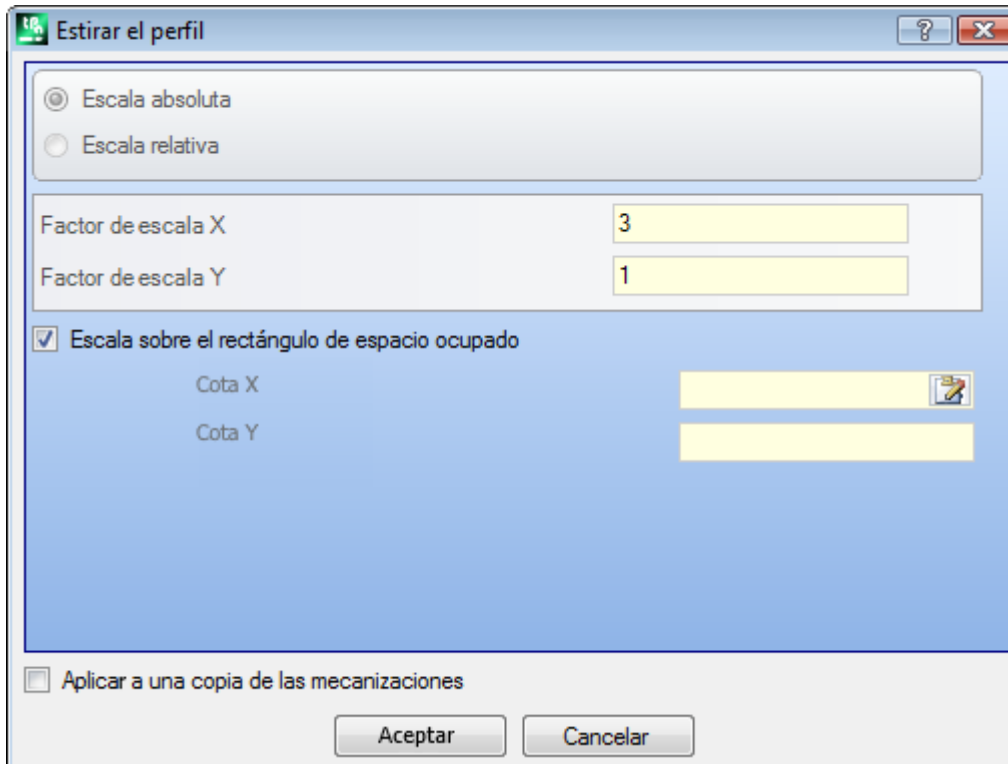 Estirar el perfil
Escala absoluta
Escala relativa
Factor de escala X 3
Factor de escala Y 1
Escala sobre el rectángulo de espacio ocupado
Cota X
Cota Y
Aplicar a una copia de las mecanizaciones
Aceptar Cancelar